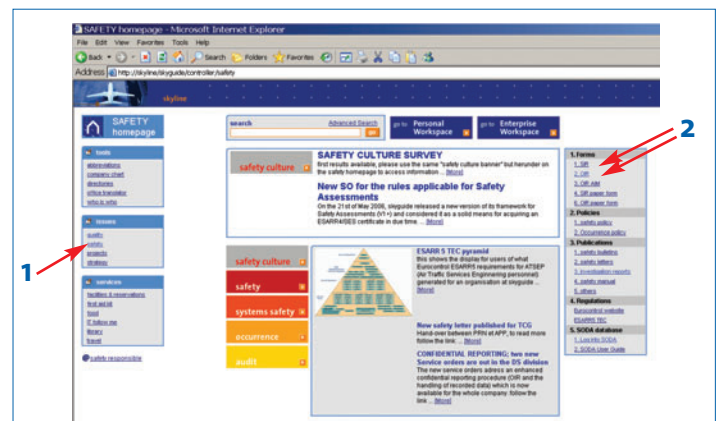 SAFETY homepage - Microsoft Internet Explorer
File Edit View Favorites Tools Help
Back Search Folders Favorites
Address http://skyline/skyguide/controller/safety
skyline
SAFETY
homepage
search Advanced Search
go
go to Personal
Workspace
go to Enterprise
Workspace
tools
abbreviations
company chart
directories
office translator
who is who
issues
quality
safety
projects
strategy
services
facilities & reservations
first aid kit
food
IT follow me
library
travel
safety responsible
1
safety culture
SAFETY CULTURE SURVEY
first results available, please use the same "safety culture banner" but herunder on
the safety homepage to access information ... [More]
New SO for the rules applicable for Safety
Assessments
On the 21st of May 2006, skyguide released a new version of its framework for
Safety Assessments (V1+) and considered it as a solid means for acquiring an
ESARR4/SES certificate in due time. ... [More]
safety culture
safety
systems safety
occurrence
audit
ESARR 5 TEC pyramid
this shows the display for users of what
Eurocontrol ESARR5 requirements for ATSEP
(Air Traffic Services Enginnering personnel)
generated for an organisation at skyguide ...
[More]
New safety letter published for TCG
Hand-over between PRN et APP, to read more
follow the link: ... [More]
CONFIDENTIAL REPORTING; two new
Service orders are out in the DS division
The new service orders adress an enhanced
confidential reporting procedure (OIR and the
handling of recorded data) which is now
available for the whole company. follow the
link ... [More]
2
1. Forms
1. SIR
2. OIR
3. OIR AIM
4. SIR paper form
6. OIR paper form
2. Policies
1. safety policy
2. Occurrence policy
3. Publications
1. safety bulletins
2. safety letters
3. investigation reports
4. safety manual
5. others
4. Regulations
Eurocontrol website
ESARR5 TEC
5. SODA database
1. Log into SODA
2. SODA User Guide